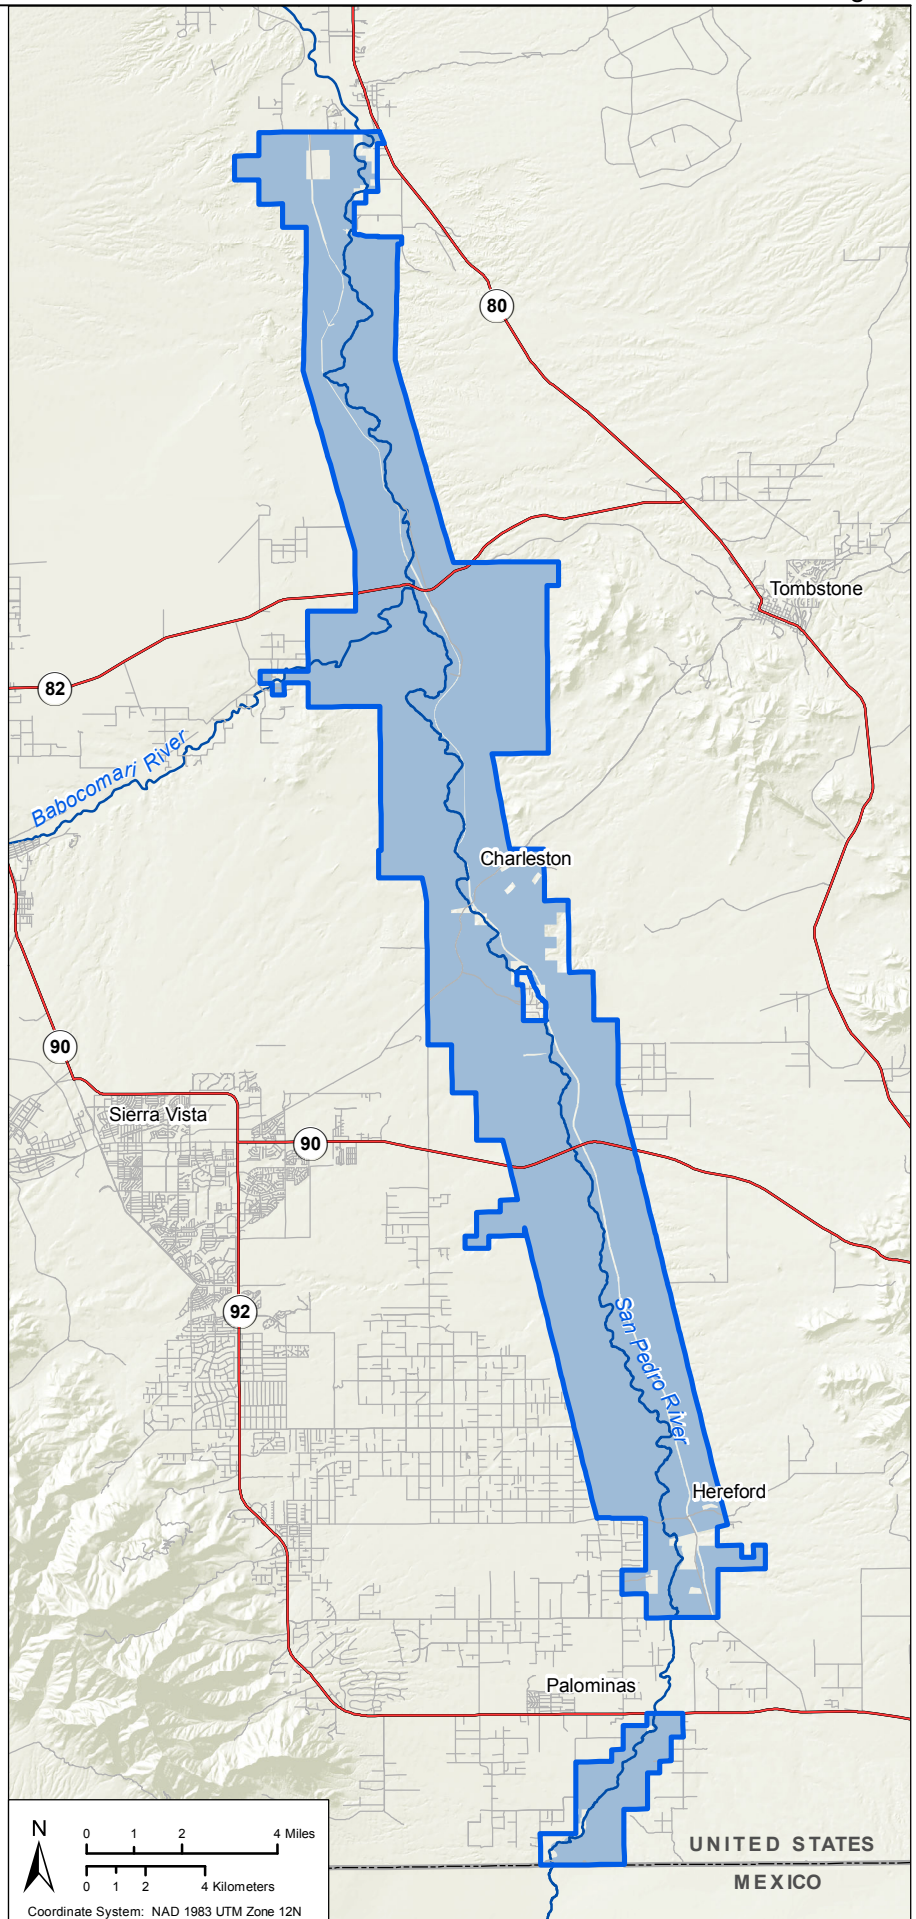 80
Tombstone
82
Babocomari River
Charleston
90
Sierra Vista
90
92
San Pedro River
Hereford
Palominas
N
0 1 2 4 Miles
0 1 2 4 Kilometers
Coordinate System: NAD 1983 UTM Zone 12N
UNITED STATES
MEXICO